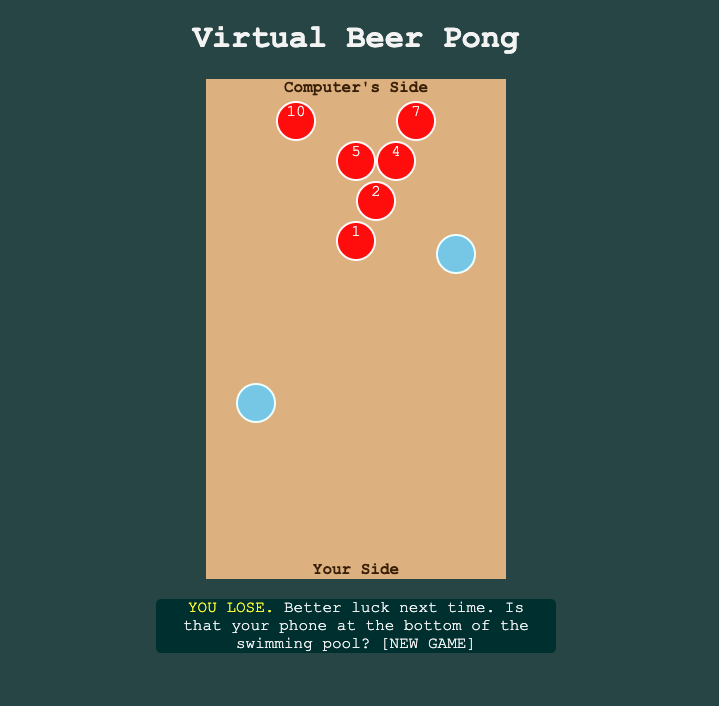 Virtual Beer Pong
Computer's Side
10 7
5 4
2
1
Your Side
YOU LOSE. Better luck next time. Is
that your phone at the bottom of the
swimming pool? [NEW GAME]